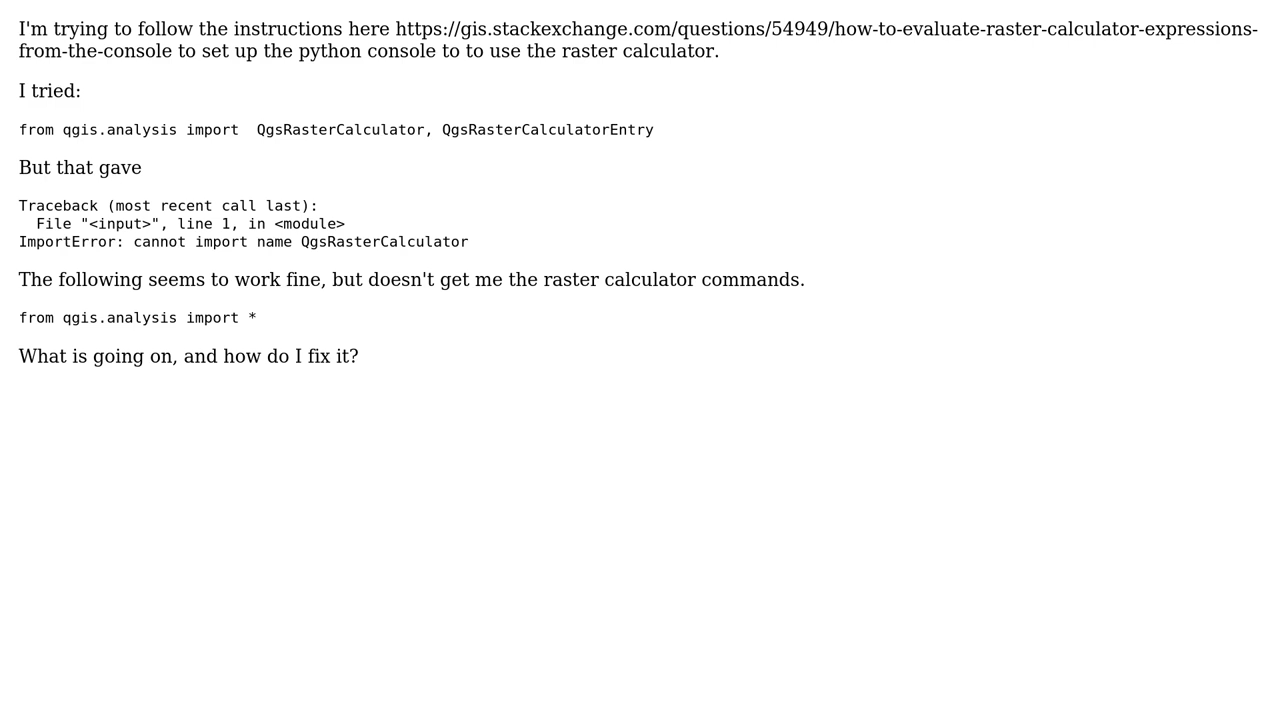 I'm trying to follow the instructions here https://gis.stackexchange.com/questions/54949/how-to-evaluate-raster-calculator-expressions-
from-the-console to set up the python console to to use the raster calculator.
I tried:
from qgis.analysis import  QgsRasterCalculator, QgsRasterCalculatorEntry
But that gave
Traceback (most recent call last):
  File "<input>", line 1, in <module>
ImportError: cannot import name QgsRasterCalculator
The following seems to work fine, but doesn't get me the raster calculator commands.
from qgis.analysis import *
What is going on, and how do I fix it?